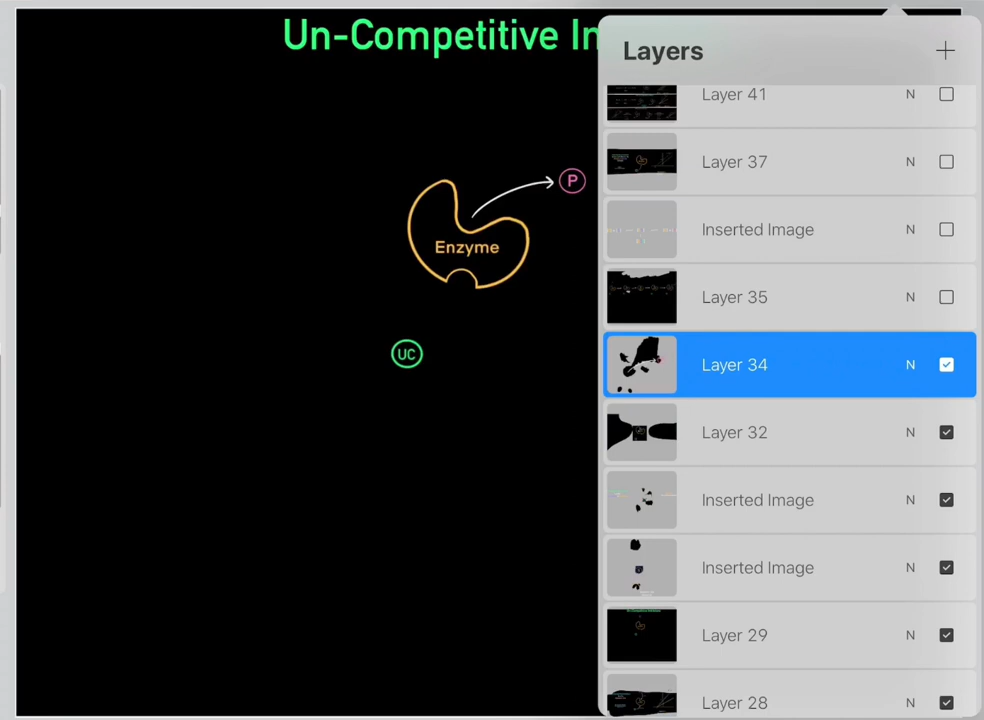 Un-Competitive In
P
Enzyme
UC
Layers
Layer 41 N
Layer 37 N
Inserted Image N
Layer 35 N
Layer 34 N
Layer 32 N
Inserted Image N
Inserted Image N
Layer 29 N
Layer 28 N